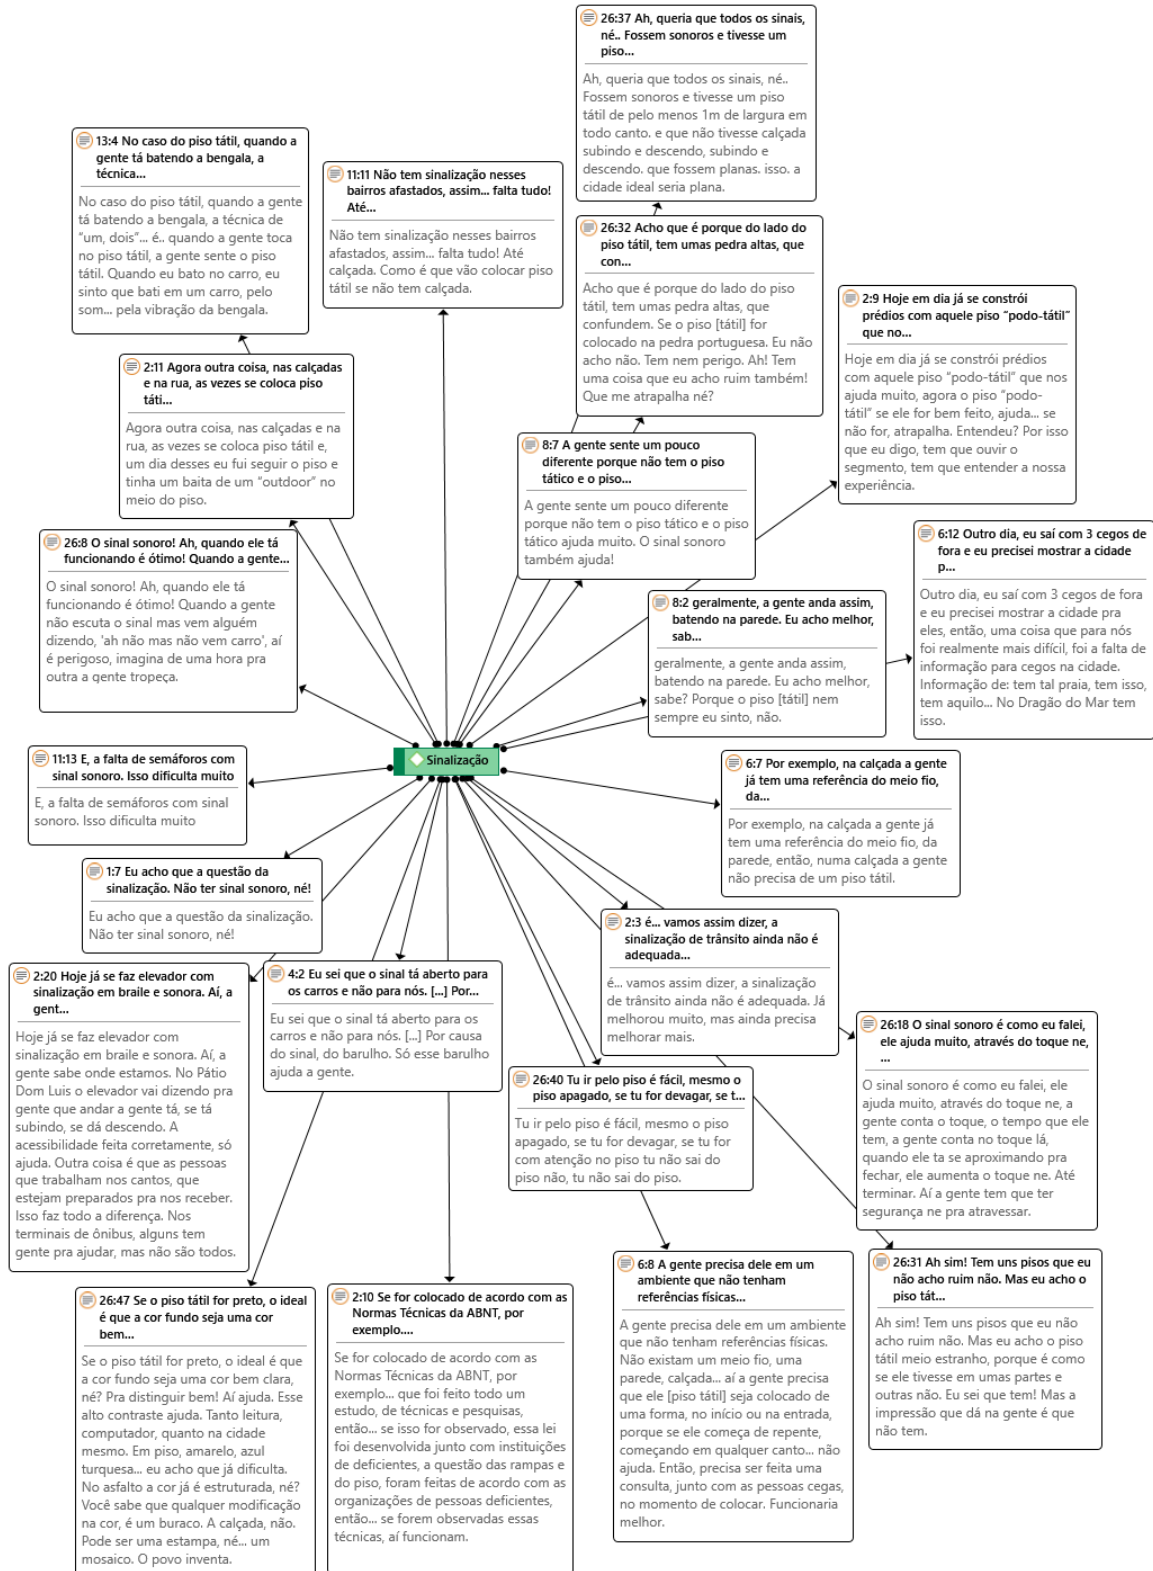 26:37 Ah, queria que todos os sinais,
né.. Fossem sonoros e tivesse um
piso...
Ah, queria que todos os sinais, né..
Fossem sonoros e tivesse um piso
tátil de pelo menos 1m de largura em
todo canto. e que não tivesse calçada
subindo e descendo, subindo e
descendo. que fossem planas. isso. a
cidade ideal seria plana.
13:4 No caso do piso tátil, quando a
gente tá batendo a bengala, a
técnica...
No caso do piso tátil, quando a gente
tá batendo a bengala, a técnica de
"um, dois"... é.. quando a gente toca
no piso tátil, a gente sente o piso
tátil. Quando eu bato no carro, eu
sinto que bati em um carro, pelo
som... pela vibração da bengala.
11:11 Não tem sinalização nesses
bairros afastados, assim... falta tudo!
Até...
Não tem sinalização nesses bairros
afastados, assim... falta tudo! Até
calçada. Como é que vão colocar piso
tátil se não tem calçada.
26:32 Acho que é porque do lado do
piso tátil, tem umas pedra altas, que
con...
Acho que é porque do lado do piso
tátil, tem umas pedra altas, que
confundem. Se o piso [tátil] for
colocado na pedra portuguesa. Eu não
acho não. Tem nem perigo. Ah! Tem
uma coisa que eu acho ruim também!
Que me atrapalha né?
2:9 Hoje em dia já se constrói
prédios com aquele piso "podo-tátil"
que no...
Hoje em dia já se constrói prédios
com aquele piso "podo-tátil" que nos
ajuda muito, agora o piso "podo-
tátil" se ele for bem feito, ajuda... se
não for, atrapalha. Entendeu? Por isso
que eu digo, tem que ouvir o
segmento, tem que entender a nossa
experiência.
2:11 Agora outra coisa, nas calçadas
e na rua, as vezes se coloca piso
táti...
Agora outra coisa, nas calçadas e na
rua, as vezes se coloca piso tátil e,
um dia desses eu fui seguir o piso e
tinha um baita de um "outdoor" no
meio do piso.
8:7 A gente sente um pouco
diferente porque não tem o piso
tático e o piso...
A gente sente um pouco diferente
porque não tem o piso tático e o piso
tático ajuda muito. O sinal sonoro
também ajuda!
26:8 O sinal sonoro! Ah, quando ele tá
funcionando é ótimo! Quando a gente...
O sinal sonoro! Ah, quando ele tá
funcionando é ótimo! Quando a gente
não escuta o sinal mas vem alguém
dizendo, 'ah não mas não vem carro', aí
é perigoso, imagina de uma hora pra
outra a gente tropeça.
6:12 Outro dia, eu saí com 3 cegos de
fora e eu precisei mostrar a cidade
p...
Outro dia, eu saí com 3 cegos de fora
e eu precisei mostrar a cidade pra
eles, então, uma coisa que para nós
foi realmente mais difícil, foi a falta de
informação para cegos na cidade.
Informação de: tem tal praia, tem isso,
tem aquilo... No Dragão do Mar tem
isso.
8:2 geralmente, a gente anda assim,
batendo na parede. Eu acho melhor,
sab...
geralmente, a gente anda assim,
batendo na parede. Eu acho melhor,
sabe? Porque o piso [tátil] nem
sempre eu sinto, não.
Sinalização
11:13 E, a falta de semáforos com
sinal sonoro. Isso dificulta muito
E, a falta de semáforos com sinal
sonoro. Isso dificulta muito
6:7 Por exemplo, na calçada a gente
já tem uma referência do meio fio,
da...
Por exemplo, na calçada a gente já
tem uma referência do meio fio, da
parede, então, numa calçada a gente
não precisa de um piso tátil.
1:7 Eu acho que a questão da
sinalização. Não ter sinal sonoro, né!
Eu acho que a questão da sinalização.
Não ter sinal sonoro, né!
2:3 é... vamos assim dizer, a
sinalização de trânsito ainda não é
adequada...
é... vamos assim dizer, a sinalização
de trânsito ainda não é adequada. Já
melhorou muito, mas ainda precisa
melhorar mais.
2:20 Hoje já se faz elevador com
sinalização em braile e sonora. Aí, a
gent...
Hoje já se faz elevador com
sinalização em braile e sonora. Aí, a
gente sabe onde estamos. No Pátio
Dom Luis o elevador vai dizendo pra
gente que andar a gente tá, se tá
subindo, se dá descendo. A
acessibilidade feita corretamente, só
ajuda. Outra coisa é que as pessoas
que trabalham nos cantos, que
estejam preparados pra nos receber.
Isso faz todo a diferença. Nos
terminais de ônibus, alguns tem
gente pra ajudar, mas não são todos.
4:2 Eu sei que o sinal tá aberto para
os carros e não para nós. [...] Por...
Eu sei que o sinal tá aberto para os
carros e não para nós. [...] Por causa
do sinal, do barulho. Só esse barulho
ajuda a gente.
26:18 O sinal sonoro é como eu falei,
ele ajuda muito, através do toque ne,
...
O sinal sonoro é como eu falei, ele
ajuda muito, através do toque ne, a
gente conta o toque, o tempo que ele
tem, a gente conta no toque lá,
quando ele ta se aproximando pra
fechar, ele aumenta o toque ne. Até
terminar. Aí a gente tem que ter
segurança ne pra atravessar.
26:40 Tu ir pelo piso é fácil, mesmo o
piso apagado, se tu for devagar, se t...
Tu ir pelo piso é fácil, mesmo o piso
apagado, se tu for devagar, se tu for
com atenção no piso tu não sai do
piso não, tu não sai do piso.
6:8 A gente precisa dele em um
ambiente que não tenham
referências físicas...
A gente precisa dele em um ambiente
que não tenham referências físicas.
Não existam um meio fio, uma
parede, calçada... aí a gente precisa
que ele [piso tátil] seja colocado de
uma forma, no início ou na entrada,
porque se ele começa de repente,
começando em qualquer canto... não
ajuda. Então, precisa ser feita uma
consulta, junto com as pessoas cegas,
no momento de colocar. Funcionaria
melhor.
26:31 Ah sim! Tem uns pisos que eu
não acho ruim não. Mas eu acho o
piso tát...
Ah sim! Tem uns pisos que eu não
acho ruim não. Mas eu acho o piso
tátil meio estranho, porque é como
se ele tivesse em umas partes e
outras não. Eu sei que tem! Mas a
impressão que dá na gente é que
não tem.
26:47 Se o piso tátil for preto, o ideal
é que a cor fundo seja uma cor
bem...
Se o piso tátil for preto, o ideal é que
a cor fundo seja uma cor bem clara,
né? Pra distinguir bem! Aí ajuda. Esse
alto contraste ajuda. Tanto leitura,
computador, quanto na cidade
mesmo. Em piso, amarelo, azul
turquesa... eu acho que já dificulta.
No asfalto a cor já é estruturada, né?
Você sabe que qualquer modificação
na cor, é um buraco. A calçada, não.
Pode ser uma estampa, né... um
mosaico. O povo inventa.
2:10 Se for colocado de acordo com as
Normas Técnicas da ABNT, por
exemplo....
Se for colocado de acordo com as
Normas Técnicas da ABNT, por
exemplo... que foi feito todo um
estudo, de técnicas e pesquisas,
então... se isso for observado, essa lei
foi desenvolvida junto com instituições
de deficientes, a questão das rampas e
do piso, foram feitas de acordo com as
organizações de pessoas deficientes,
então... se forem observadas essas
técnicas, aí funcionam.